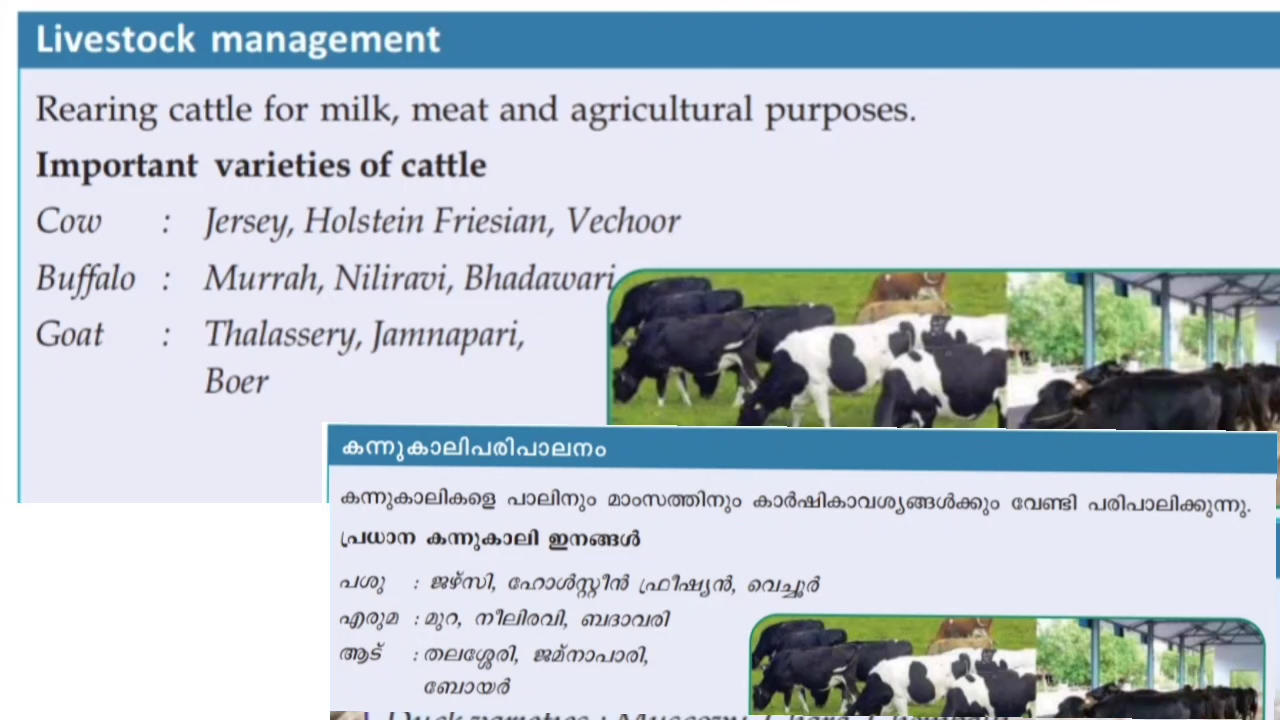 Livestock management
Rearing cattle for milk, meat and agricultural purposes.
Important varieties of cattle
Cow : Jersey, Holstein Friesian, Vechoor
Buffalo : Murrah, Niliravi, Bhadawari
Goat : Thalassery, Jamnapari,
Boer
കന്നുകാലിപരിപാലനം
കന്നുകാലികളെ പാലിനും മാംസത്തിനും കാർഷികാവശ്യങ്ങൾക്കും വേണ്ടി പരിപാലിക്കുന്നു.
പ്രധാന കന്നുകാലി ഇനങ്ങൾ
പശു : ജഴ്സി, ഹോൾസ്റ്റീൻ ഫ്രീഷ്യൻ, വെച്ചൂർ
എരുമ : മുറ, നീലിരവി, ബദാവരി
ആട് : തലശ്ശേരി, ജമ്നാപാരി,
ബോയർ